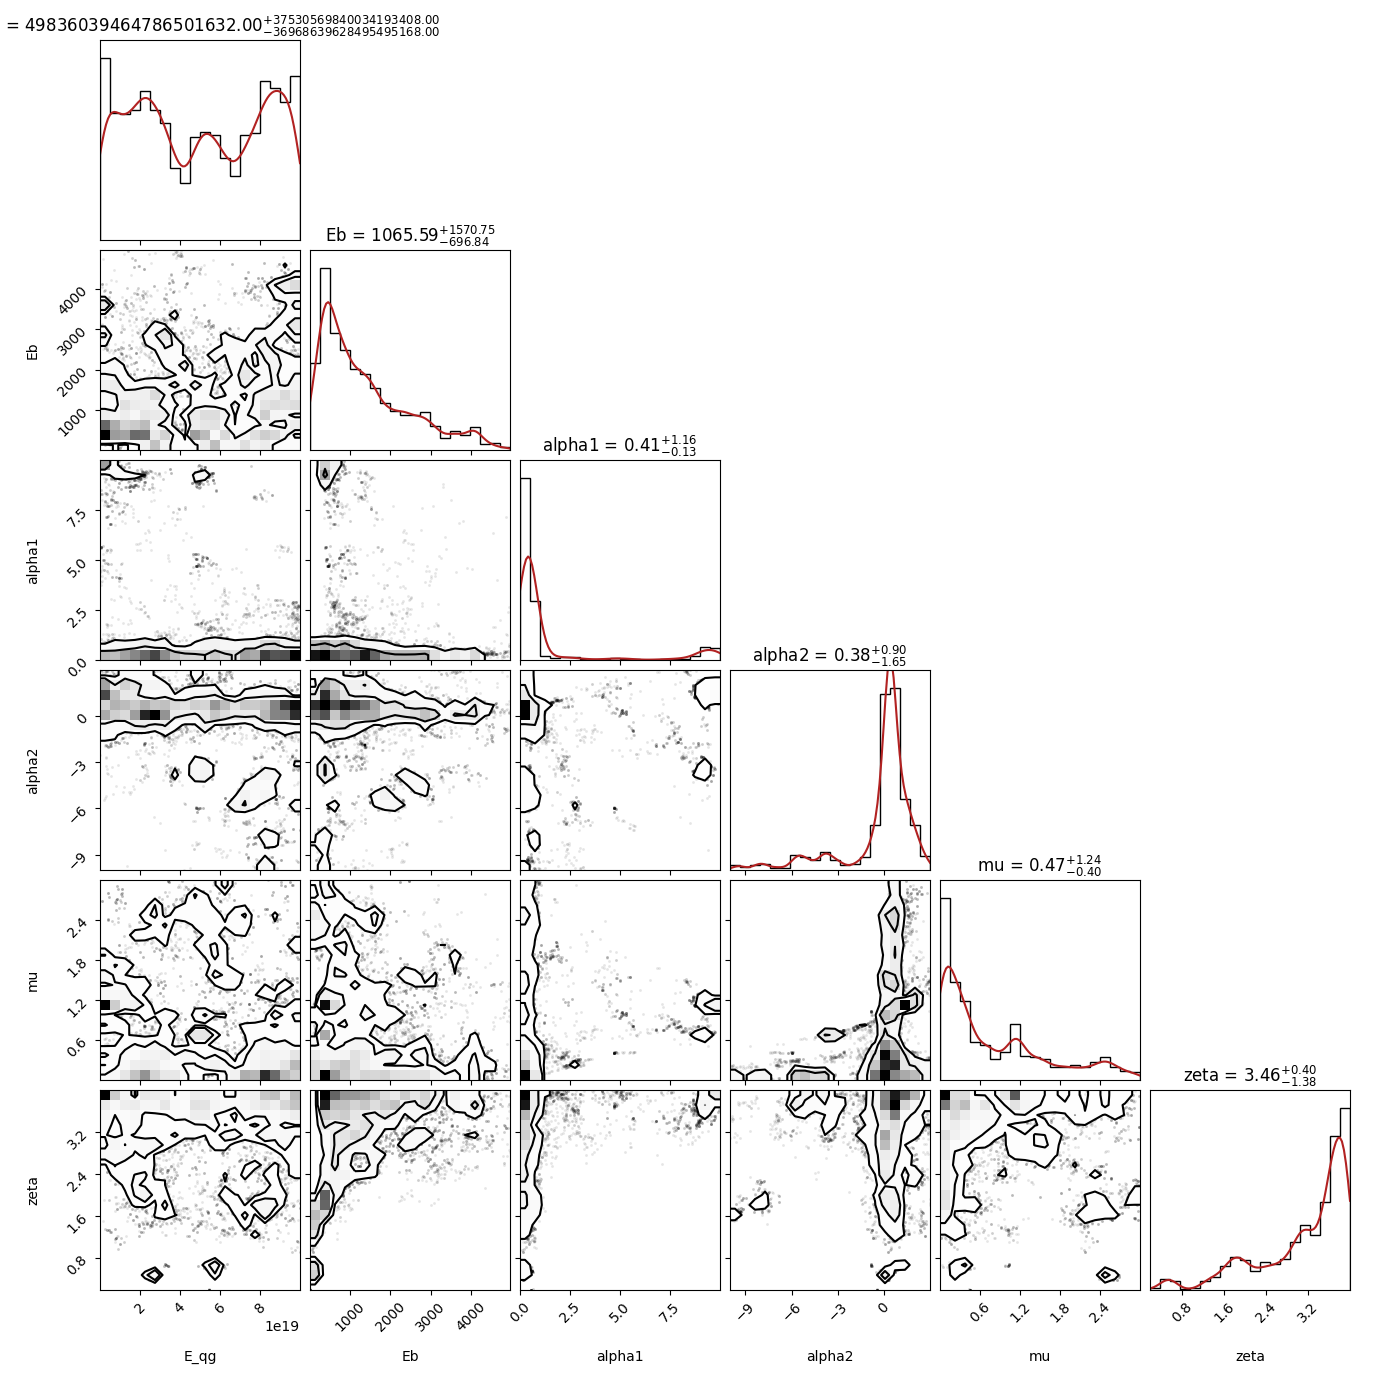 = 49836039464786501632.00+37530569840034193408.00−36968639628495495168.00
Eb = 1065.59+1570.75−696.84
4000
3000
2000
1000
Eb
alpha1 = 0.41+1.16−0.13
7.5
5.0
2.5
0.0
alpha1
alpha2 = 0.38+0.90−1.65
0
−3
−6
−9
alpha2
mu = 0.47+1.24−0.40
2.4
1.8
1.2
0.6
mu
zeta = 3.46+0.40−1.38
3.2
2.4
1.6
0.8
zeta
2 4 6 8
1e19
1000 2000 3000 4000
0.0 2.5 5.0 7.5
−9 −6 −3 0
0.6 1.2 1.8 2.4
0.8 1.6 2.4 3.2
E_qg Eb alpha1 alpha2 mu zeta